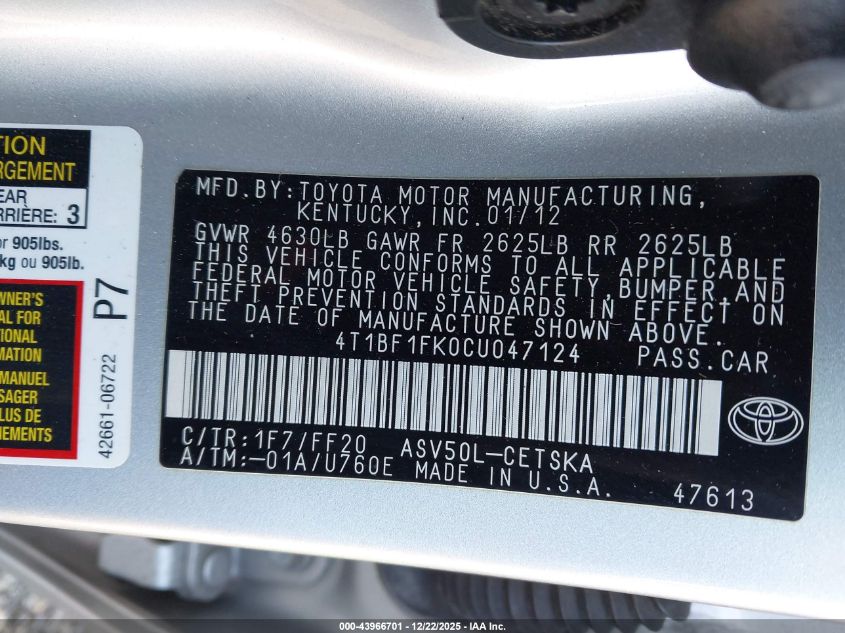 TION
RGEMENT
EAR
RRIÈRE: 3
or 905lbs.
kg ou 905lb.
WNER'S
AL FOR
TIONAL
MATION
MANUEL
SAGER
PLUS DE
NEMENTS
P7
42661-06722
MFD.BY:TOYOTA MOTOR MANUFACTURING,
KENTUCKY,INC.01/12
GVWR 4630LB GAWR FR 2625LB RR 2625LB
THIS VEHICLE CONFORMS TO ALL APPLICABLE
FEDERAL MOTOR VEHICLE SAFETY,BUMPER,AND
THEFT PREVENTION STANDARDS IN EFFECT ON
THE DATE OF MANUFACTURE SHOWN ABOVE.
4T1BF1FK0CU047124 PASS.CAR
C/TR:1F7/FF20 ASV50L-CETSKA
A/TM:-01A/U760E MADE IN U.S.A.
47613
000-43966701 - 12/22/2025 - IAA Inc.